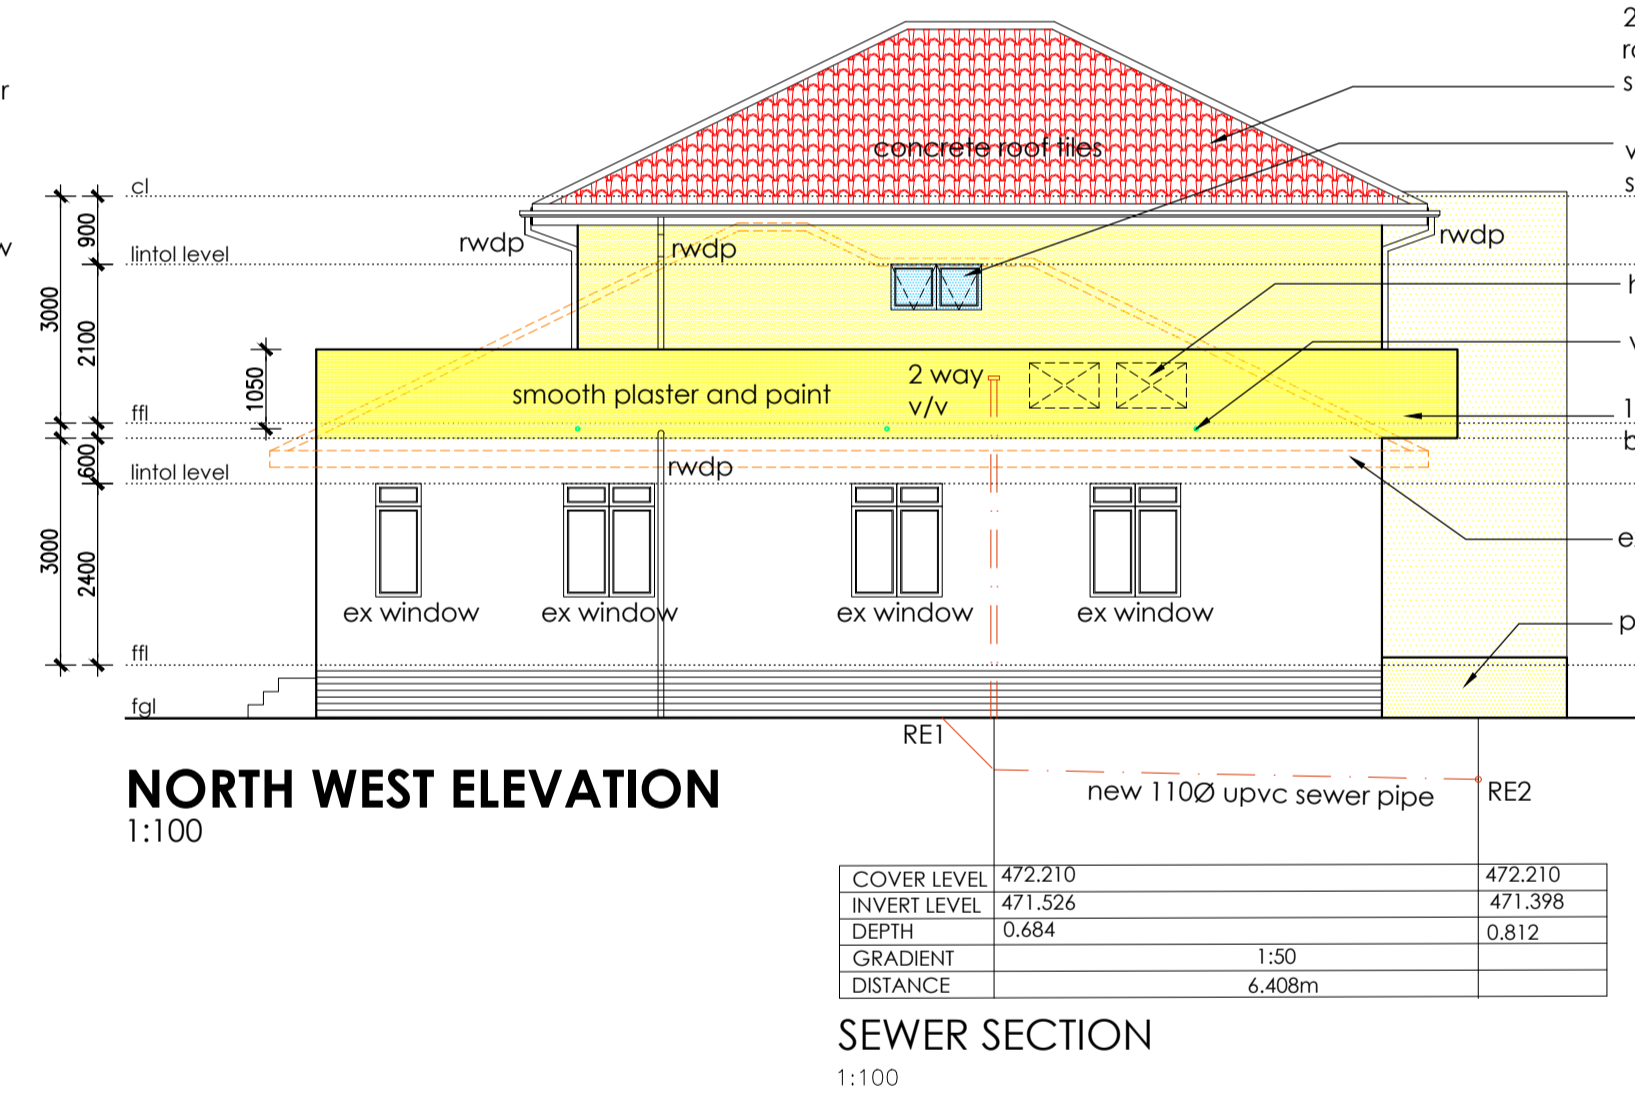 2
r
s
concrete roof tiles
v
s
cl
900
rwdp
rwdp
rwdp
lintol level
h
3000
2100
v
2 way
v/v
1050
smooth plaster and paint
ffl
1
b
600
rwdp
lintol level
e
3000
2400
ex window
ex window
ex window
ex window
p
ffl
fgl
RE1
new 110Ø upvc sewer pipe
RE2
NORTH WEST ELEVATION
1:100
COVER LEVEL 472.210 472.210
INVERT LEVEL 471.526 471.398
DEPTH 0.684 0.812
GRADIENT 1:50
DISTANCE 6.408m
SEWER SECTION
1:100